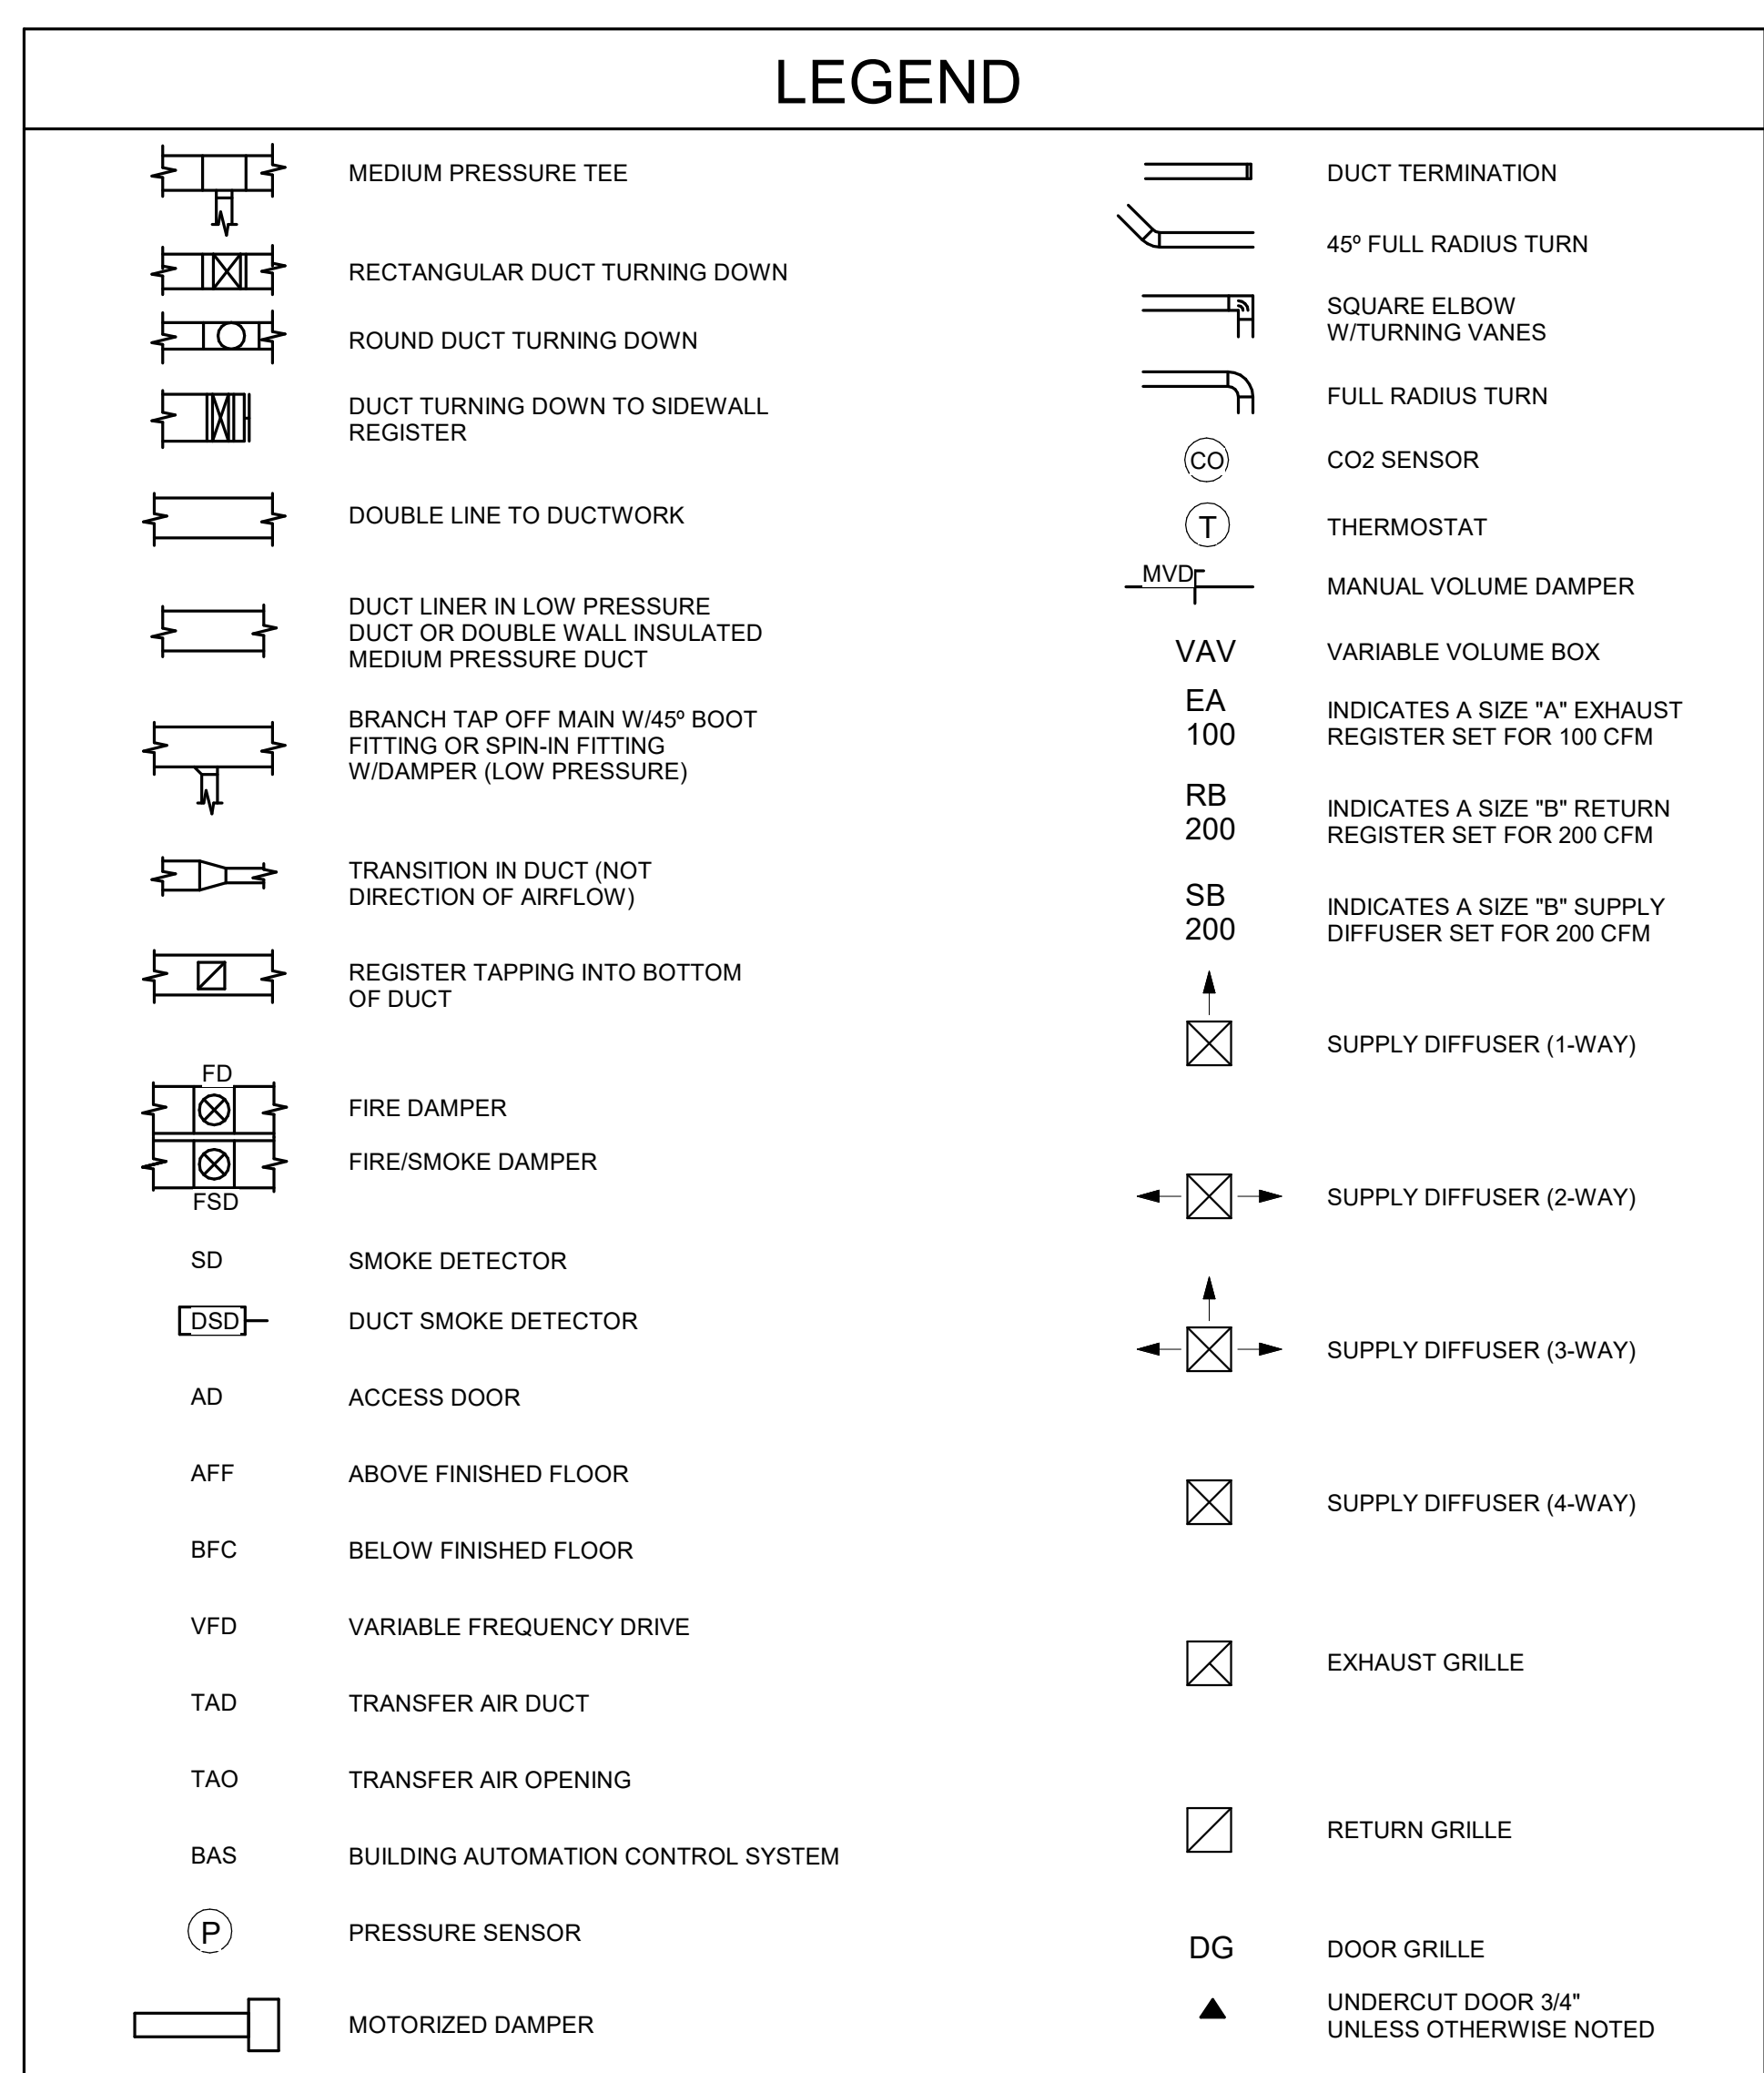 LEGEND
MEDIUM PRESSURE TEE
RECTANGULAR DUCT TURNING DOWN
ROUND DUCT TURNING DOWN
DUCT TURNING DOWN TO SIDEWALL
REGISTER
DOUBLE LINE TO DUCTWORK
DUCT LINER IN LOW PRESSURE
DUCT OR DOUBLE WALL INSULATED
MEDIUM PRESSURE DUCT
BRANCH TAP OFF MAIN W/45º BOOT
FITTING OR SPIN-IN FITTING
W/DAMPER (LOW PRESSURE)
TRANSITION IN DUCT (NOT
DIRECTION OF AIRFLOW)
REGISTER TAPPING INTO BOTTOM
OF DUCT
FD
FIRE DAMPER
FIRE/SMOKE DAMPER
FSD
SD SMOKE DETECTOR
DSD DUCT SMOKE DETECTOR
AD ACCESS DOOR
AFF ABOVE FINISHED FLOOR
BFC BELOW FINISHED FLOOR
VFD VARIABLE FREQUENCY DRIVE
TAD TRANSFER AIR DUCT
TAO TRANSFER AIR OPENING
BAS BUILDING AUTOMATION CONTROL SYSTEM
P PRESSURE SENSOR
MOTORIZED DAMPER
DUCT TERMINATION
45º FULL RADIUS TURN
SQUARE ELBOW
W/TURNING VANES
FULL RADIUS TURN
CO CO2 SENSOR
T THERMOSTAT
MVD MANUAL VOLUME DAMPER
VAV VARIABLE VOLUME BOX
EA INDICATES A SIZE "A" EXHAUST
100 REGISTER SET FOR 100 CFM
RB INDICATES A SIZE "B" RETURN
200 REGISTER SET FOR 200 CFM
SB INDICATES A SIZE "B" SUPPLY
200 DIFFUSER SET FOR 200 CFM
SUPPLY DIFFUSER (1-WAY)
SUPPLY DIFFUSER (2-WAY)
SUPPLY DIFFUSER (3-WAY)
SUPPLY DIFFUSER (4-WAY)
EXHAUST GRILLE
RETURN GRILLE
DG DOOR GRILLE
UNDERCUT DOOR 3/4"
UNLESS OTHERWISE NOTED